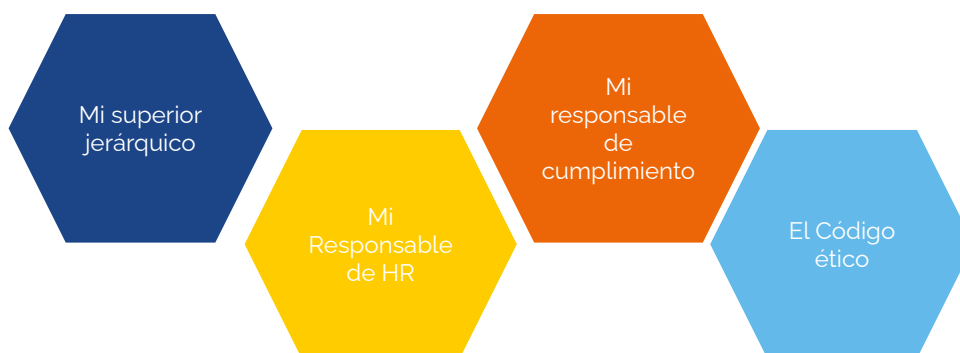 Mi superior
jerárquico
Mi
Responsable
de HR
Mi
responsable
de
cumplimiento
El Código
ético